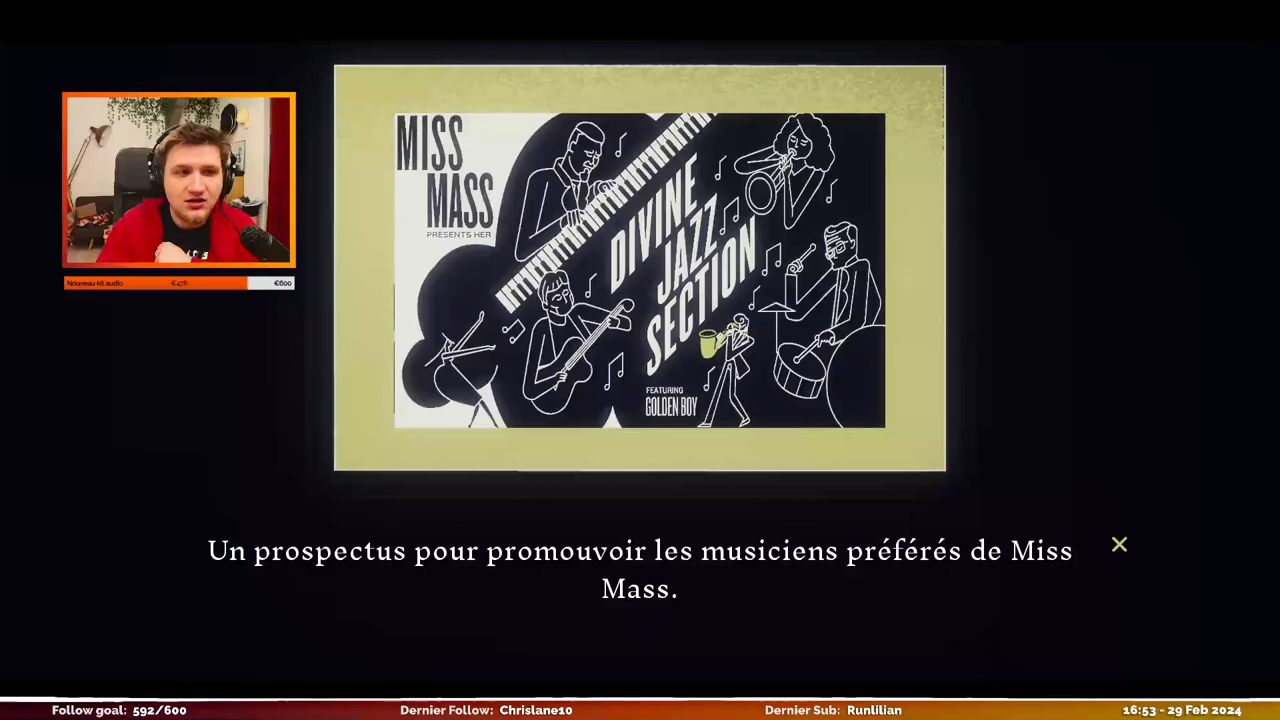 MISS
MASS
PRESENTS HER
DIVINE
JAZZ
SECTION
FEATURING
GOLDEN BOY
Nouveau kit audio €476 €600
Un prospectus pour promouvoir les musiciens préférés de Miss
Mass.
Follow goal: 592/600 Dernier Follow: Chrislane10 Dernier Sub: Runlilian 16:53 - 29 Feb 2024